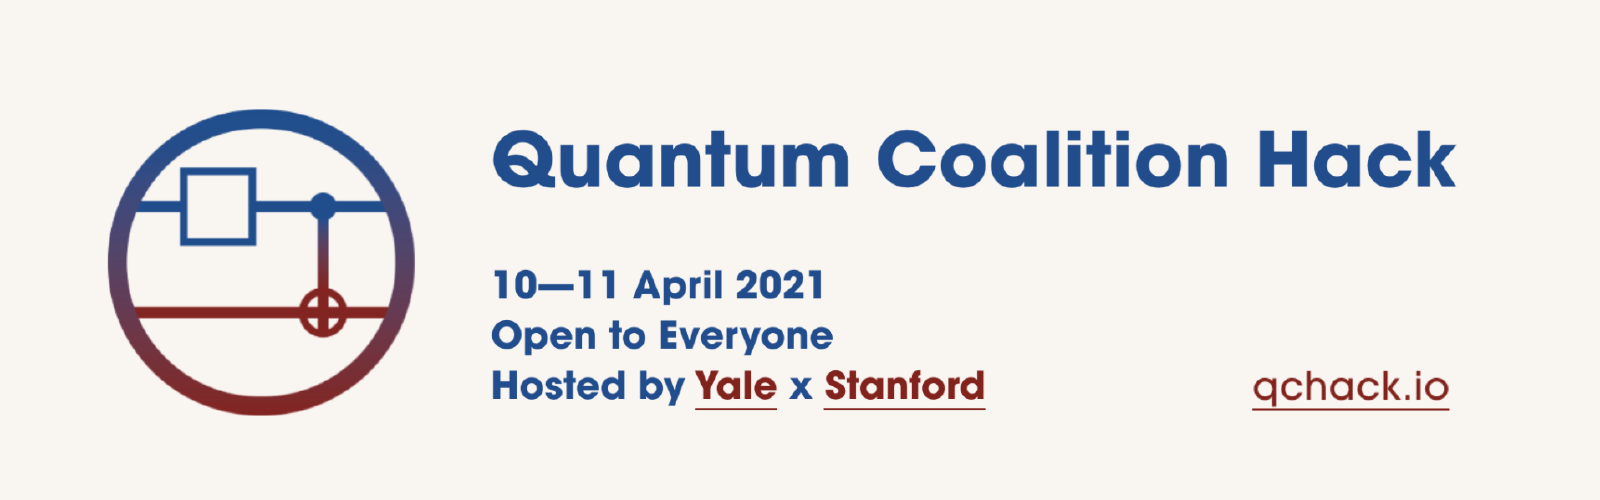 Quantum Coalition Hack
10—11 April 2021
Open to Everyone
Hosted by Yale x Stanford
qchack.io